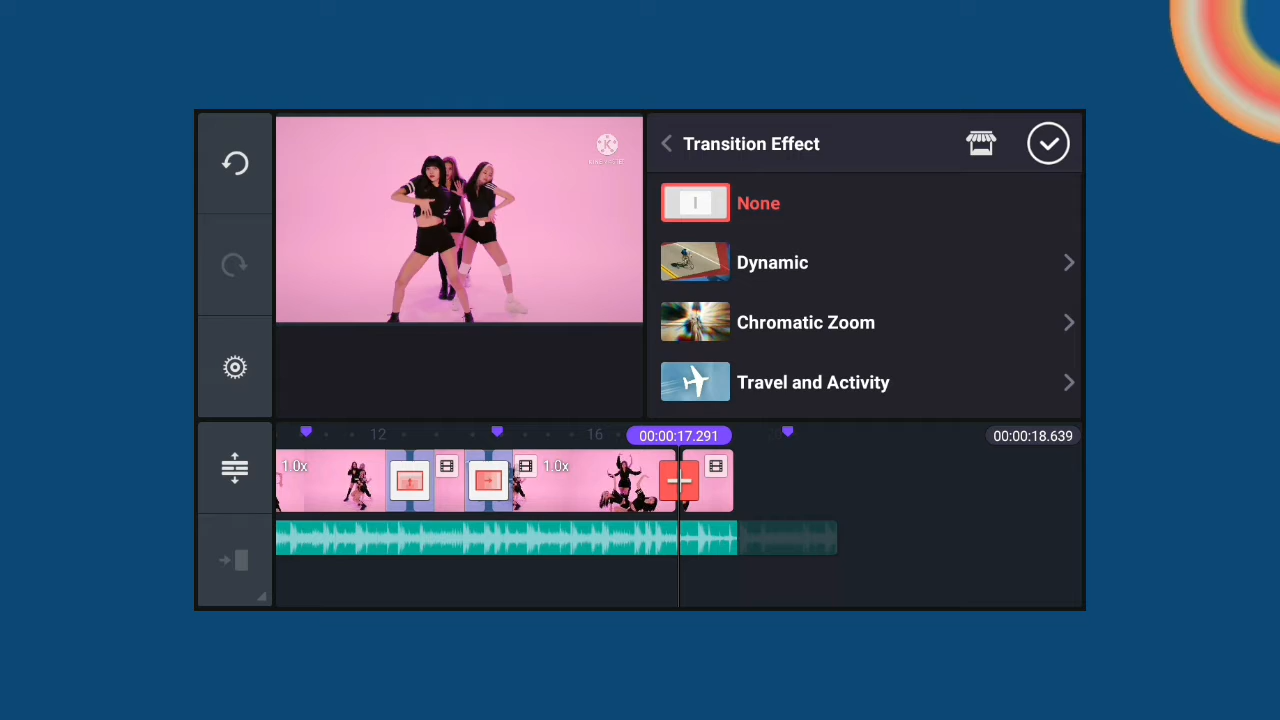 Transition Effect
None
Dynamic
Chromatic Zoom
Travel and Activity
12
16
00:00:17.291
00:00:18.639
1.0x
1.0x